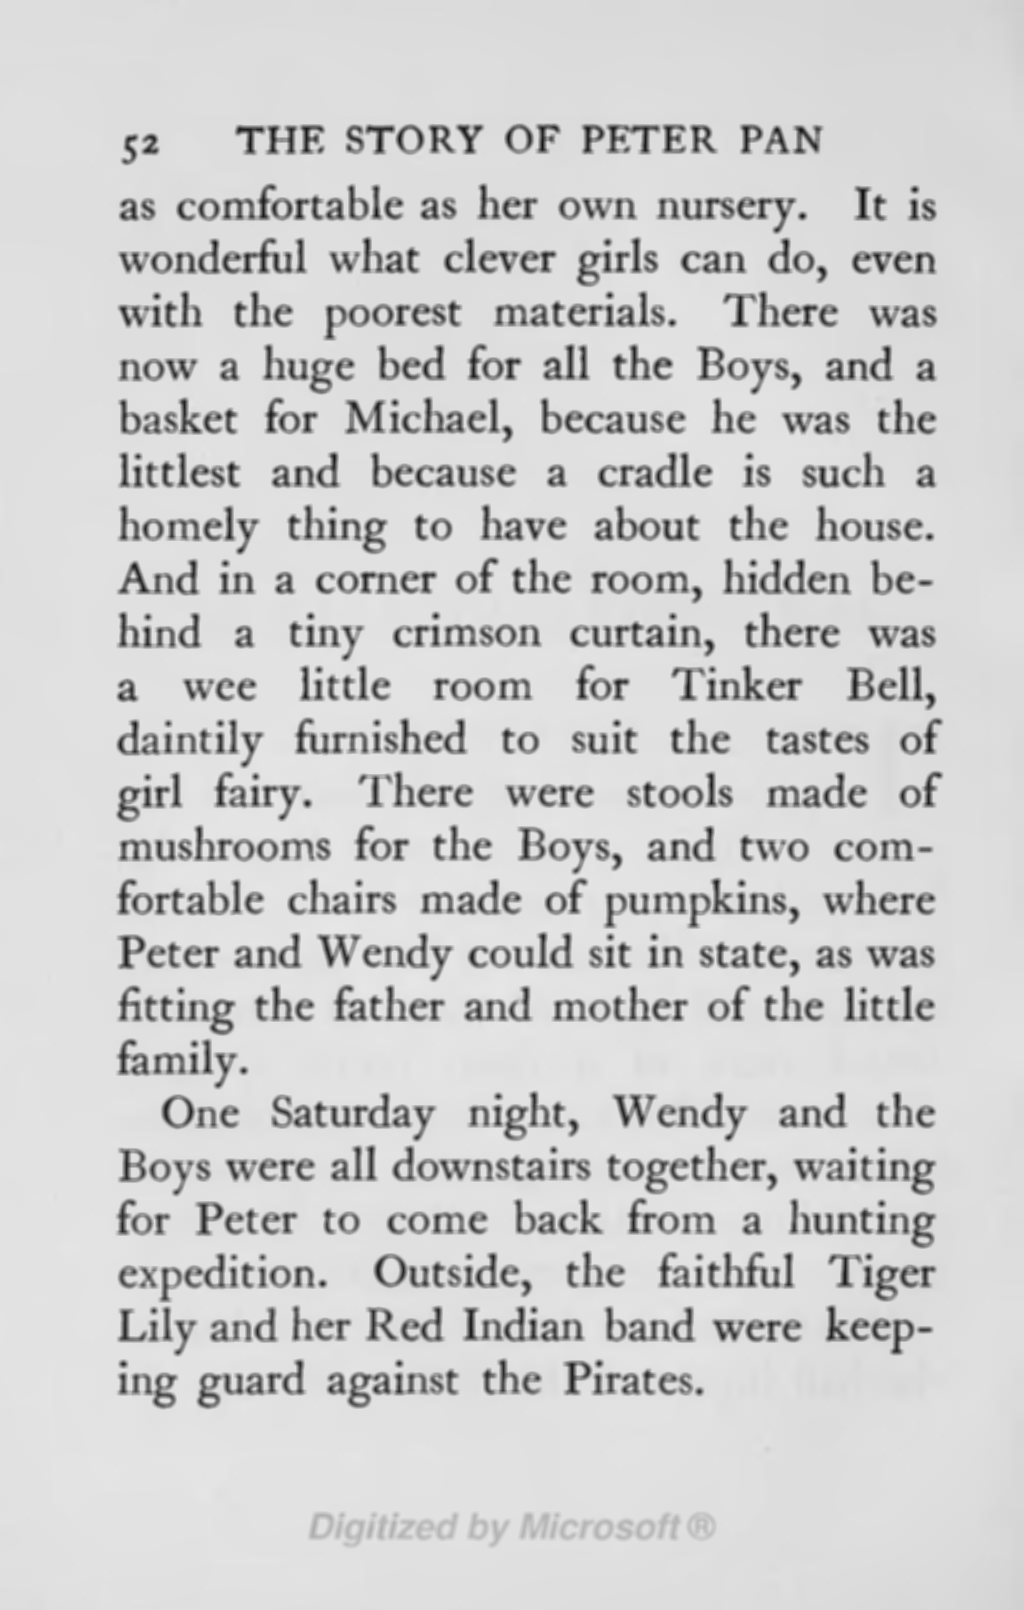 52 THE STORY OF PETER PAN
as comfortable as her own nursery. It is
wonderful what clever girls can do, even
with the poorest materials. There was
now a huge bed for all the Boys, and a
basket for Michael, because he was the
littlest and because a cradle is such a
homely thing to have about the house.
And in a corner of the room, hidden be-
hind a tiny crimson curtain, there was
a wee little room for Tinker Bell,
daintily furnished to suit the tastes of
girl fairy. There were stools made of
mushrooms for the Boys, and two com-
fortable chairs made of pumpkins, where
Peter and Wendy could sit in state, as was
fitting the father and mother of the little
family.
One Saturday night, Wendy and the
Boys were all downstairs together, waiting
for Peter to come back from a hunting
expedition. Outside, the faithful Tiger
Lily and her Red Indian band were keep-
ing guard against the Pirates.
Digitized by Microsoft ®